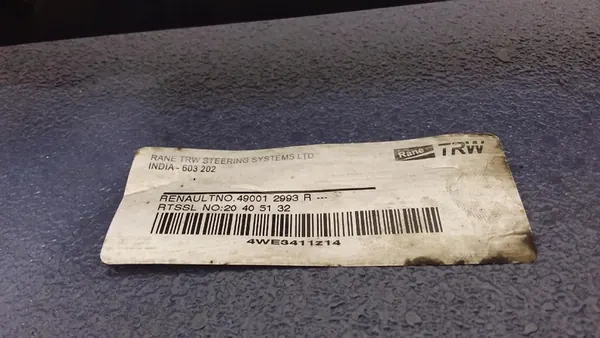 RANE TRW STEERING SYSTEMS LTD
INDIA - 603 202
Rane TRW
RENAULTNO.49001 2993 R ---
RTSSL NO:20 40 51 32
4WE3411z14